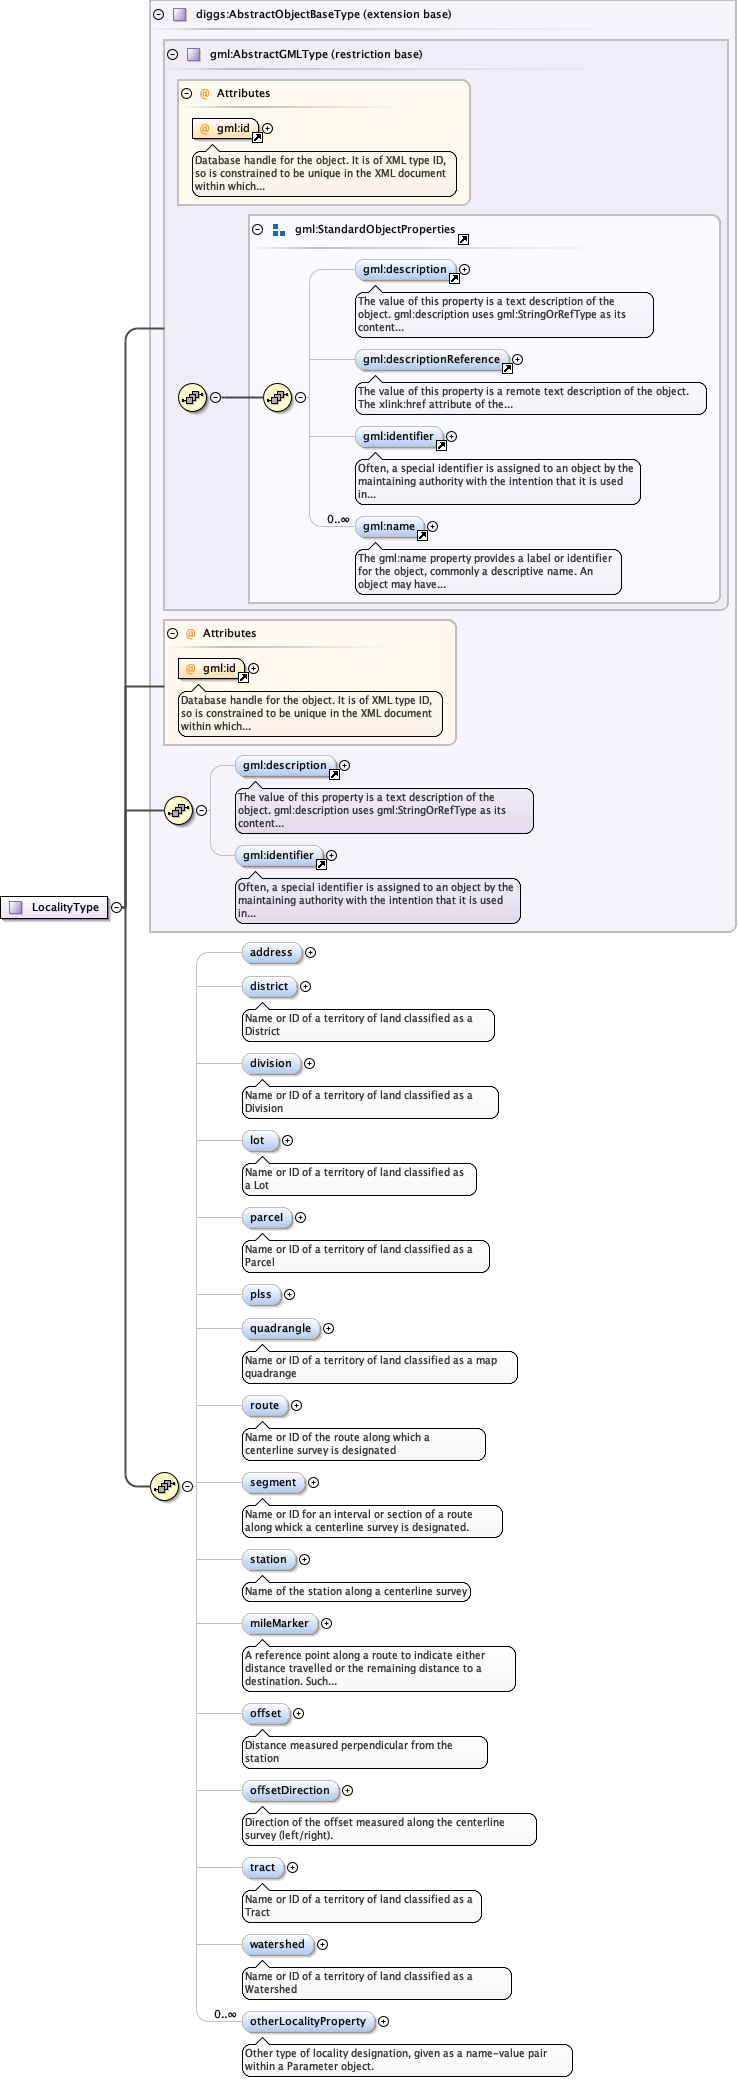 diggs:AbstractObjectBaseType (extension base)
gml:AbstractGMLType (restriction base)
@ Attributes
@ gml:id
Database handle for the object. It is of XML type ID,
so is constrained to be unique in the XML document
within which...
gml:StandardObjectProperties
gml:description
The value of this property is a text description of the
object. gml:description uses gml:StringOrRefType as its
content...
gml:descriptionReference
The value of this property is a remote text description of the object.
The xlink:href attribute of the...
gml:identifier
Often, a special identifier is assigned to an object by the
maintaining authority with the intention that it is used
in...
0..∞
gml:name
The gml:name property provides a label or identifier
for the object, commonly a descriptive name. An
object may have...
@ Attributes
@ gml:id
Database handle for the object. It is of XML type ID,
so is constrained to be unique in the XML document
within which...
gml:description
The value of this property is a text description of the
object. gml:description uses gml:StringOrRefType as its
content...
gml:identifier
Often, a special identifier is assigned to an object by the
maintaining authority with the intention that it is used
in...
LocalityType
address
district
Name or ID of a territory of land classified as a
District
division
Name or ID of a territory of land classified as a
Division
lot
Name or ID of a territory of land classified as
a Lot
parcel
Name or ID of a territory of land classified as a
Parcel
plss
quadrangle
Name or ID of a territory of land classified as a map
quadrange
route
Name or ID of the route along which a
centerline survey is designated
segment
Name or ID for an interval or section of a route
along whick a centerline survey is designated.
station
Name of the station along a centerline survey
mileMarker
A reference point along a route to indicate either
distance travelled or the remaining distance to a
destination. Such...
offset
Distance measured perpendicular from the
station
offsetDirection
Direction of the offset measured along the centerline
survey (left/right).
tract
Name or ID of a territory of land classified as a
Tract
watershed
Name or ID of a territory of land classified as a
Watershed
0..∞
otherLocalityProperty
Other type of locality designation, given as a name-value pair
within a Parameter object.